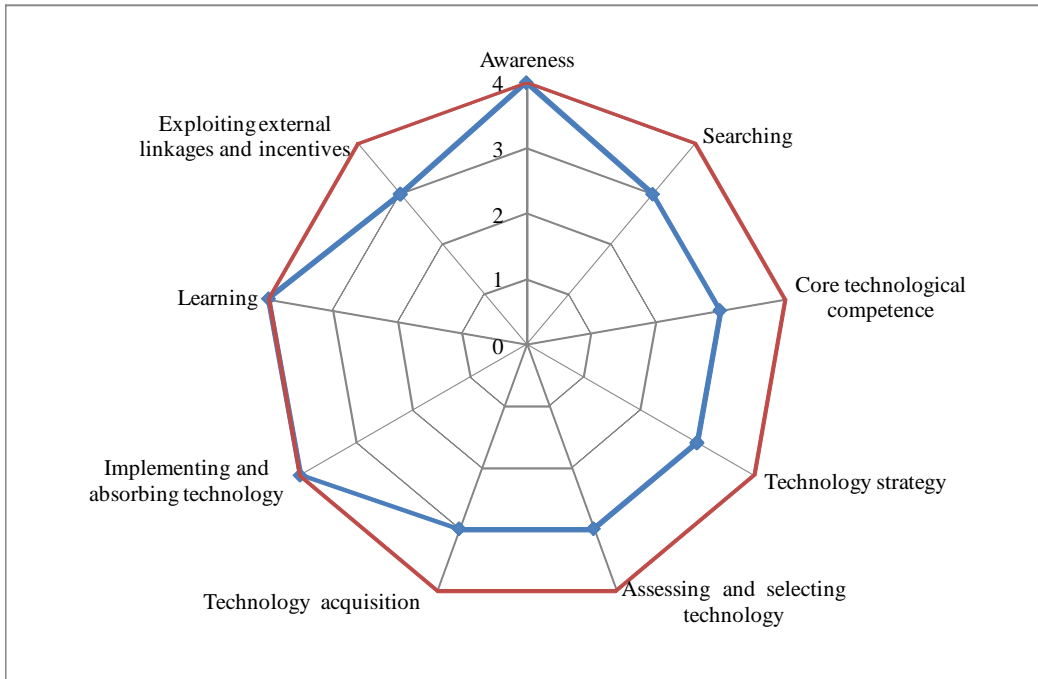 Awareness
4
Exploiting external
linkages and incentives
Searching
3
2
1
Learning
Core technological
competence
0
Implementing and
absorbing technology
Technology strategy
Technology acquisition
Assessing and selecting
technology